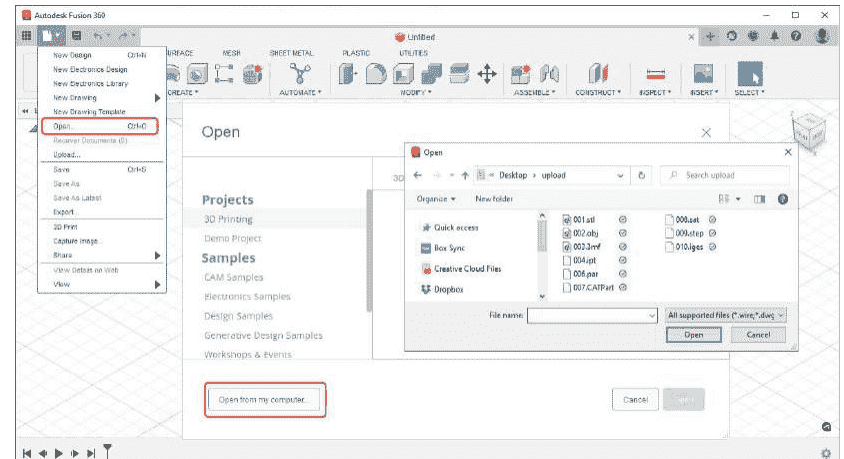 Autodesk Fusion 360
Untitled
SURFACE MESH SHEET METAL PLASTIC UTILITIES
CREATE AUTOMATE MODIFY ASSEMBLE CONSTRUCT INSPECT INSERT SELECT
New Design Ctrl+N
New Electronics Design
New Electronics Library
New Drawing
New Drawing Template
Open... Ctrl+O
Recover Documents (0)
Upload...
Save Ctrl+S
Save As
Save As Latest
Export...
3D Print
Capture Image...
Share
View Details on Web
View
Open
3D
Projects
3D Printing
Demo Project
Samples
CAM Samples
Electronics Samples
Design Samples
Generative Design Samples
Workshops & Events
Open from my computer...
Cancel
Open
Desktop › upload
Search upload
Organize
New folder
Quick access
Box Sync
Creative Cloud Files
Dropbox
001.stl
002.obj
003.3mf
004.ipt
006.par
007.CATPart
008.sat
009.step
010.iges
File name:
All supported files (*.wire;*.dwg
Open
Cancel